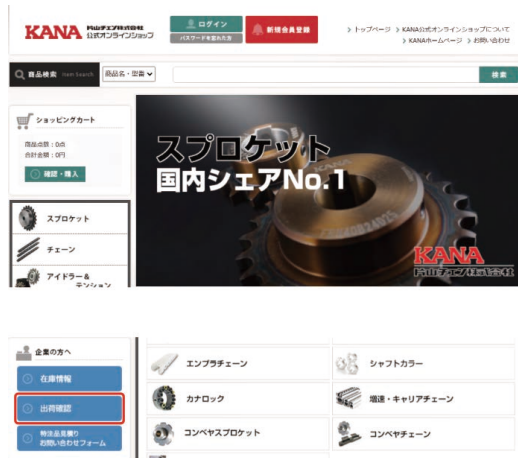 KANA 片山チエン株式会社
公式オンラインショップ
ログイン
パスワードを忘れた方
新規会員登録
トップページ
KANA公式オンラインショップについて
KANAホームページ
お問い合わせ
商品検索 Item Search
商品名・型番
検索
ショッピングカート
商品点数:0点
合計金額:0円
確認・購入
スプロケット
国内シェアNo.1
KANA
片山チエン株式会社
スプロケット
チェーン
アイドラー&
テンション
企業の方へ
在庫情報
出荷確認
特注品見積り
お問い合わせフォーム
エンプラチェーン
シャフトカラー
カナロック
増速・キャリアチェーン
コンベヤスプロケット
コンベヤチェーン